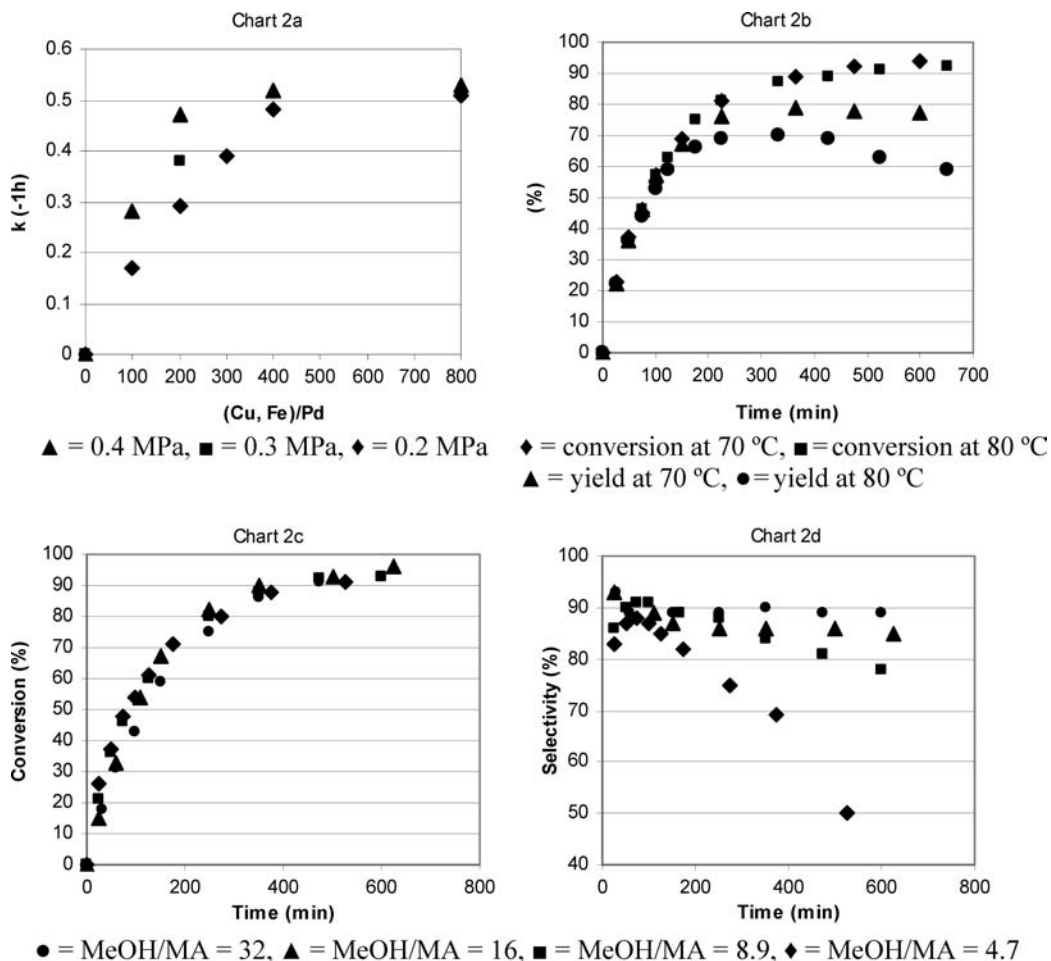 Chart 2a
k (-1h)
0.6
0.5
0.4
0.3
0.2
0.1
0
0 100 200 300 400 500 600 700 800
(Cu, Fe)/Pd
▲ = 0.4 MPa, ■ = 0.3 MPa, ♦ = 0.2 MPa
Chart 2b
(%)
100
90
80
70
60
50
40
30
20
10
0
0 100 200 300 400 500 600 700
Time (min)
♦ = conversion at 70 ºC, ■ = conversion at 80 ºC
▲ = yield at 70 ºC, ● = yield at 80 ºC
Chart 2c
Conversion (%)
100
90
80
70
60
50
40
30
20
10
0
0 200 400 600 800
Time (min)
Chart 2d
Selectivity (%)
100
90
80
70
60
50
40
0 100 200 300 400 500 600 700 800
Time (min)
● = MeOH/MA = 32, ▲ = MeOH/MA = 16, ■ = MeOH/MA = 8.9, ♦ = MeOH/MA = 4.7